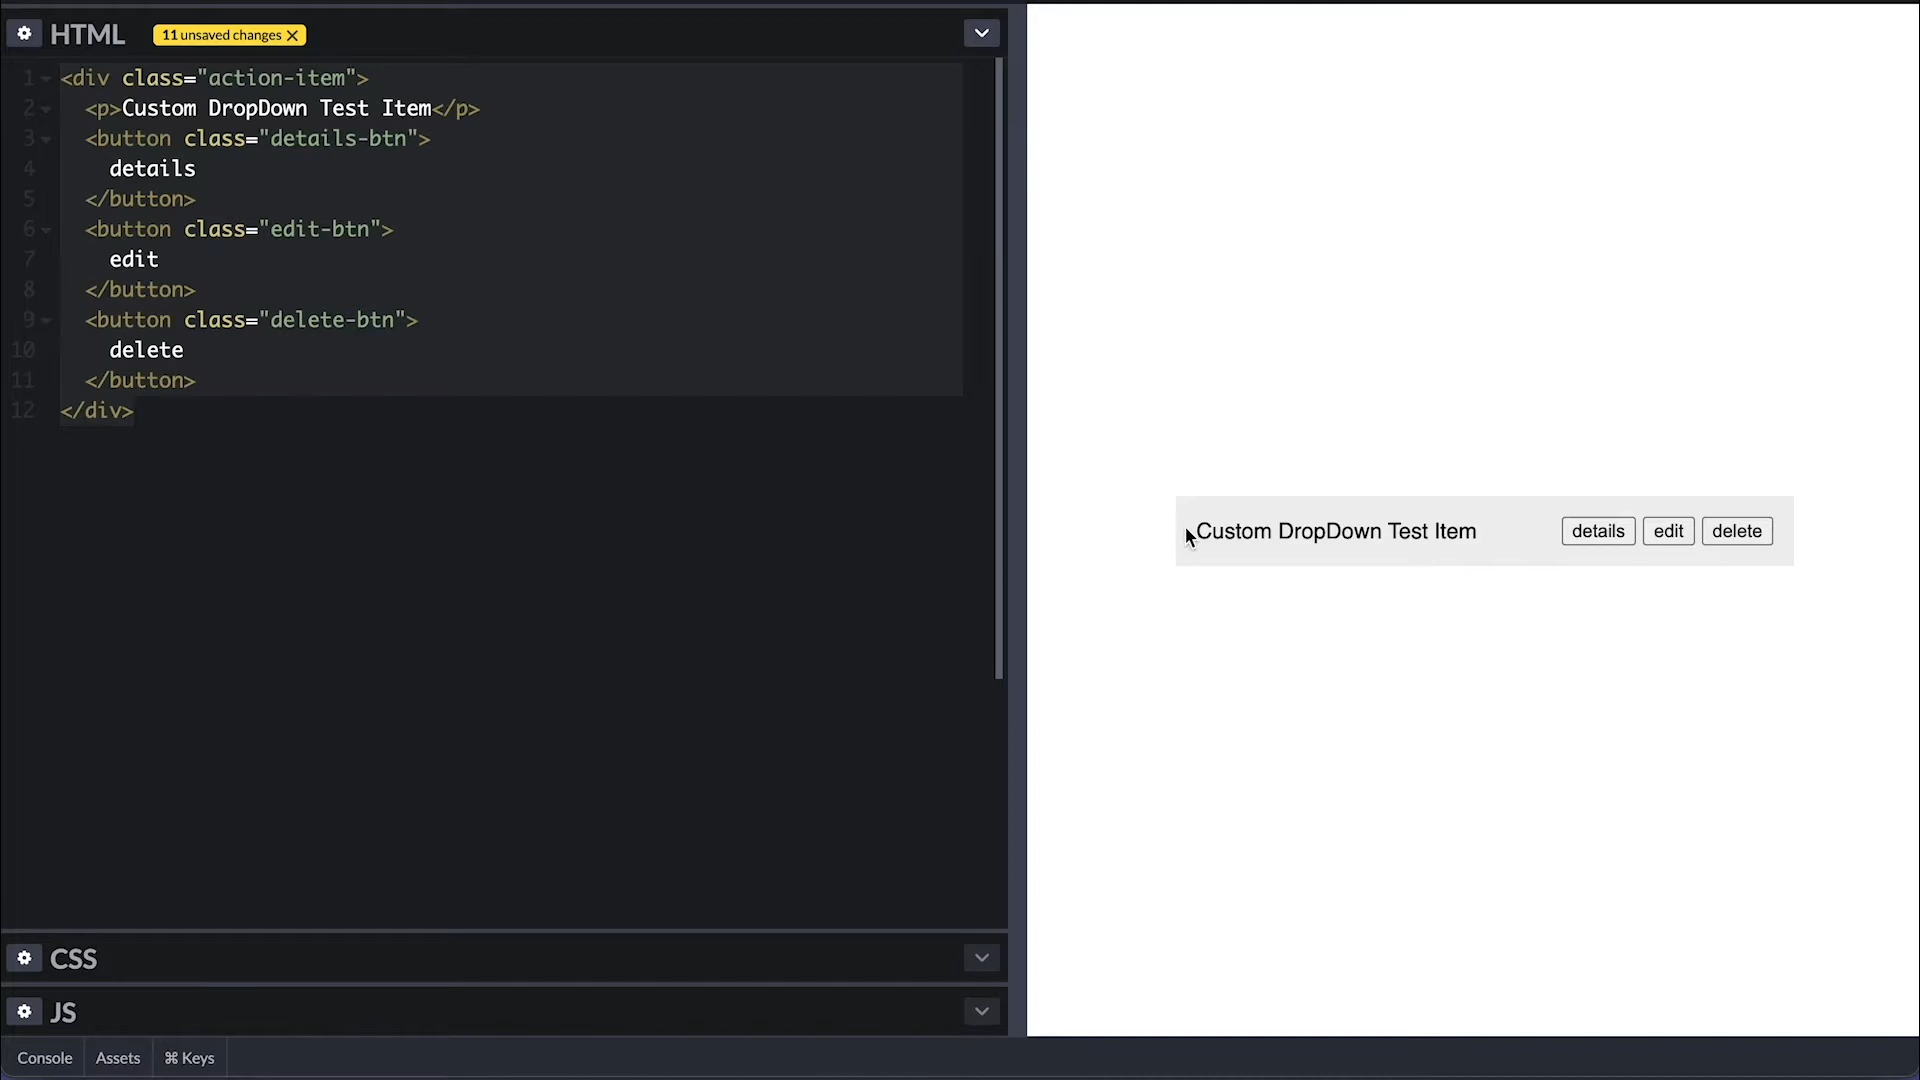 HTML
11 unsaved changes
1 <div class="action-item">
2 <p>Custom DropDown Test Item</p>
3 <button class="details-btn">
4 details
5 </button>
6 <button class="edit-btn">
7 edit
8 </button>
9 <button class="delete-btn">
10 delete
11 </button>
12 </div>
Custom DropDown Test Item details edit delete
CSS
JS
Console Assets ⌘ Keys